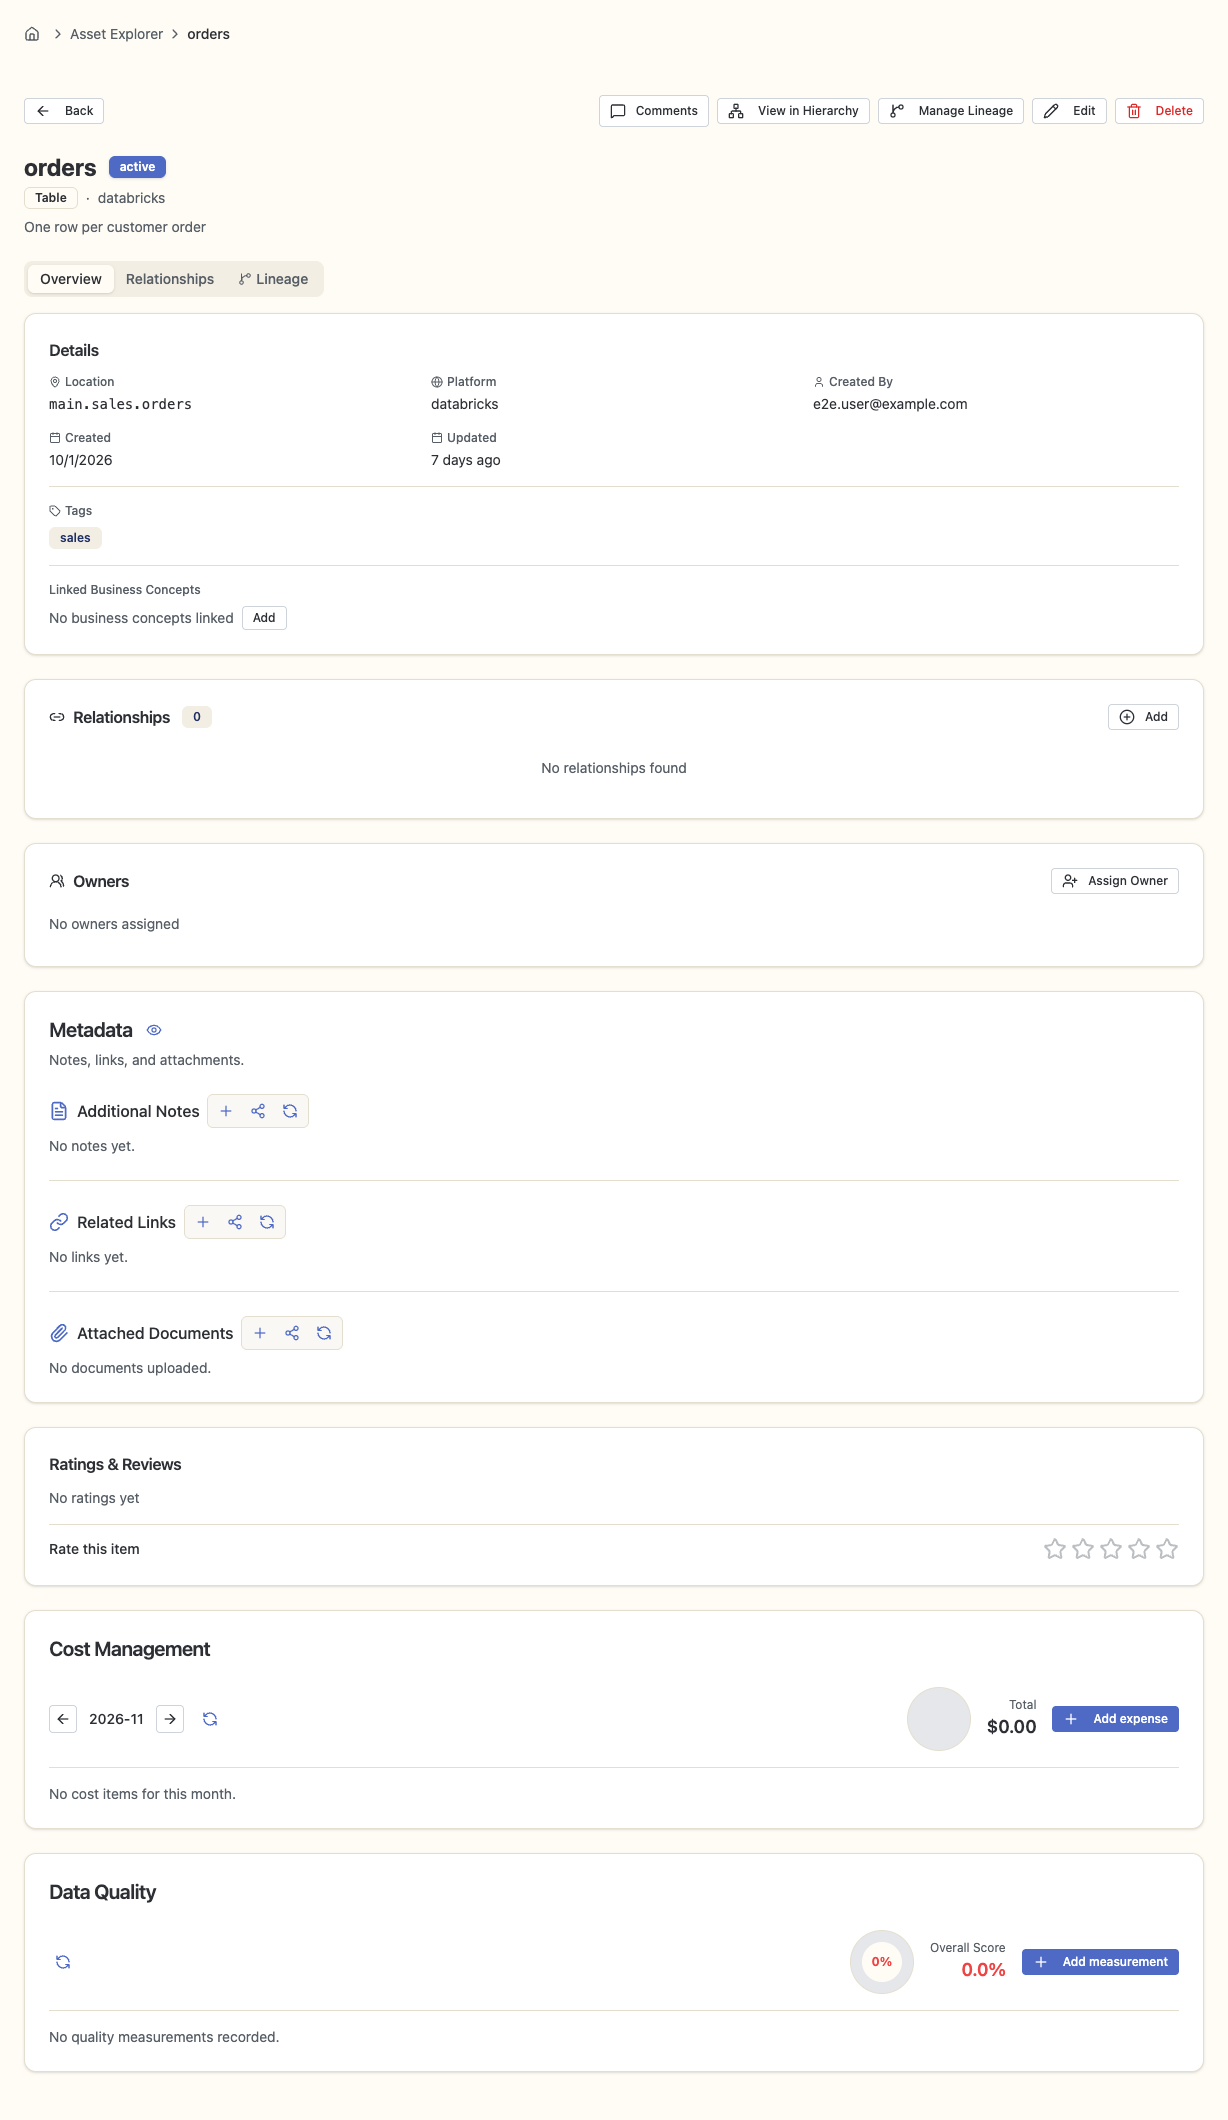 Asset Explorer > orders
Back
Comments
View in Hierarchy
Manage Lineage
Edit
Delete
orders active
Table · databricks
One row per customer order
Overview
Relationships
Lineage
Details
Location
main.sales.orders
Platform
databricks
Created By
e2e.user@example.com
Created
10/1/2026
Updated
7 days ago
Tags
sales
Linked Business Concepts
No business concepts linked Add
Relationships 0
Add
No relationships found
Owners
Assign Owner
No owners assigned
Metadata
Notes, links, and attachments.
Additional Notes
No notes yet.
Related Links
No links yet.
Attached Documents
No documents uploaded.
Ratings & Reviews
No ratings yet
Rate this item
Cost Management
2026-11
Total
$0.00
Add expense
No cost items for this month.
Data Quality
0%
Overall Score
0.0%
Add measurement
No quality measurements recorded.